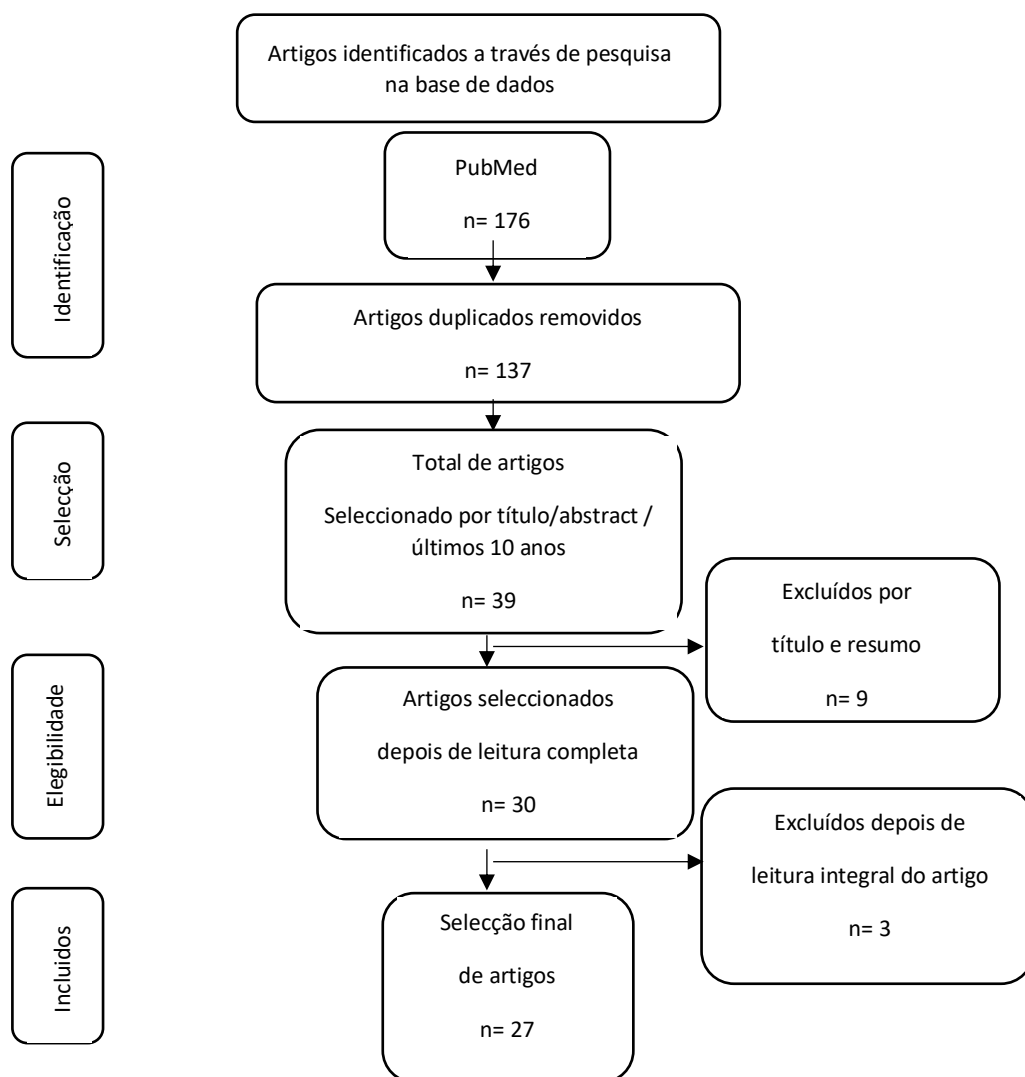 Artigos identificados a través de pesquisa
na base de dados
Identificação
PubMed
n= 176
Artigos duplicados removidos
n= 137
Selecção
Total de artigos
Seleccionado por título/abstract /
últimos 10 anos
n= 39
Excluídos por
título e resumo
n= 9
Elegibilidade
Artigos seleccionados
depois de leitura completa
n= 30
Excluídos depois de
leitura integral do artigo
n= 3
Incluidos
Selecção final
de artigos
n= 27